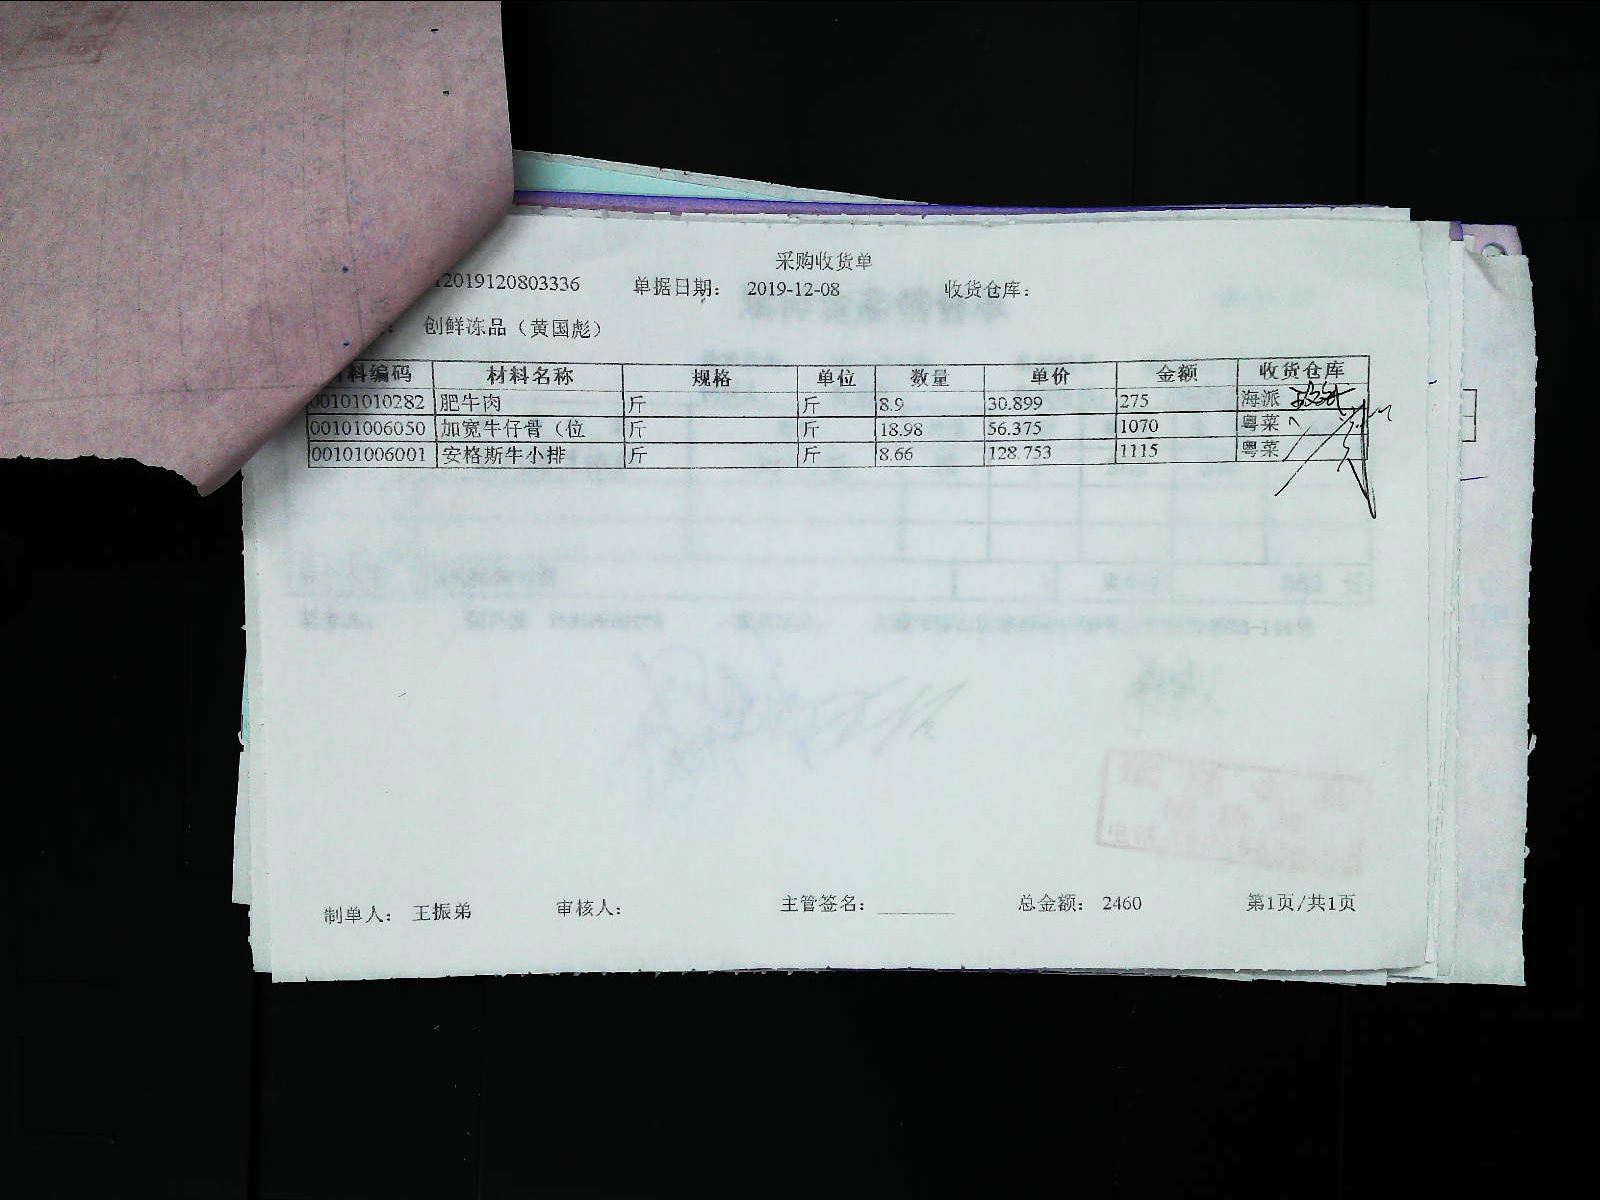 采购收货单
2019120803336 单据日期： 2019-12-08 收货仓库：
： 创鲜冻品（黄国彪）
料编码 材料名称 规格 单位 数量 单价 金额 收货仓库
00101010282 肥牛肉 斤 斤 8.9 30.899 275 海派
00101006050 加宽牛仔骨（位 斤 斤 18.98 56.375 1070 粤菜
00101006001 安格斯牛小排 斤 斤 8.66 128.753 1115 粤菜
制单人： 王振弟 审核人： 主管签名： 总金额： 2460 第1页/共1页